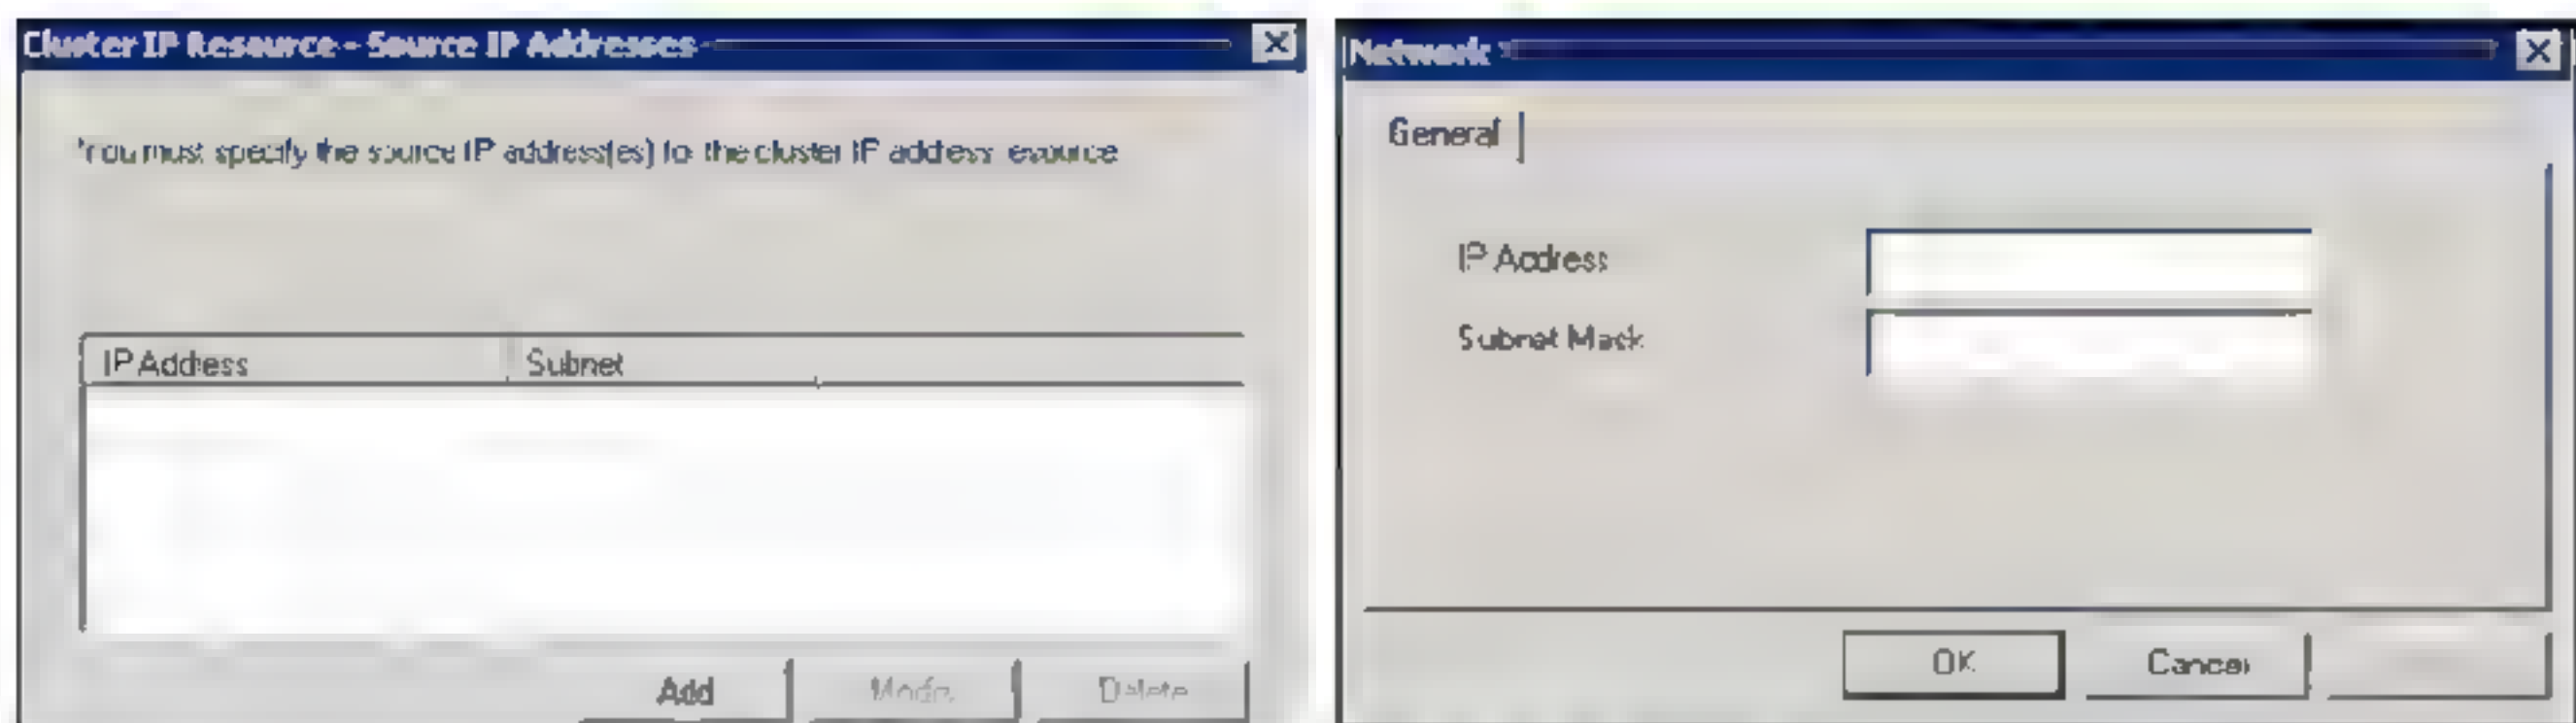 Cluster IP Resource - Source IP Addresses
You must specify the source IP address(es) for the cluster IP address resource
IP Address Subnet
Add Modify Delete
Network
General
IP Address
Subnet Mask
OK Cancel